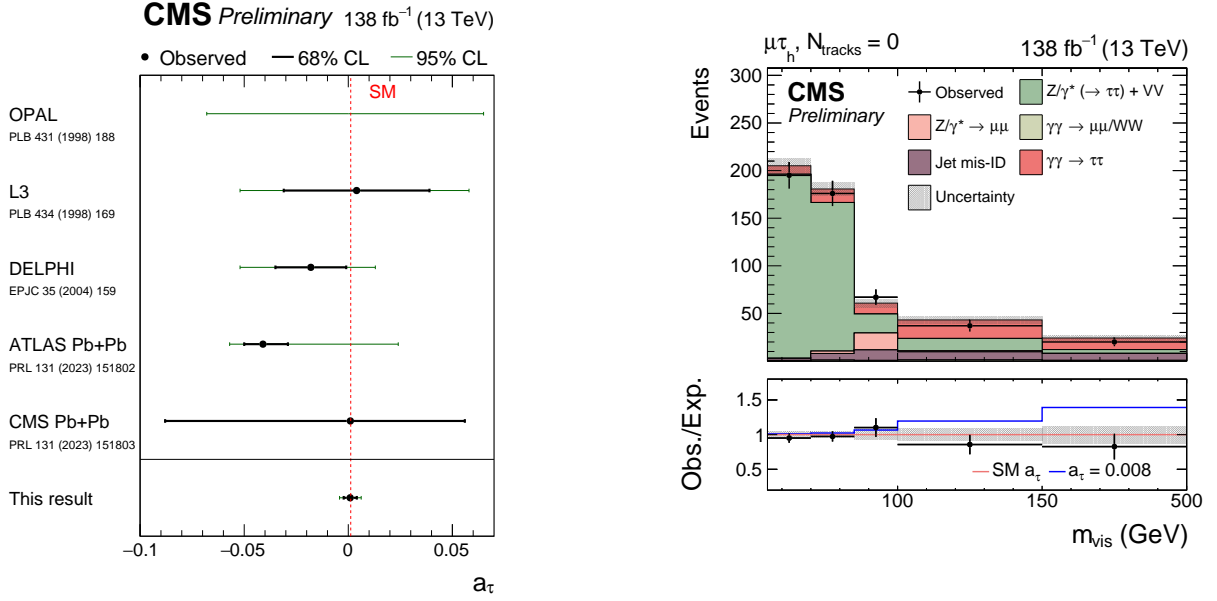 CMS Preliminary 138 fb⁻¹ (13 TeV)
Observed 68% CL 95% CL
SM
OPAL
PLB 431 (1998) 188
L3
PLB 434 (1998) 169
DELPHI
EPJC 35 (2004) 159
ATLAS Pb+Pb
PRL 131 (2023) 151802
CMS Pb+Pb
PRL 131 (2023) 151803
This result
−0.1 −0.05 0 0.05
aτ
μτh, Ntracks = 0 138 fb⁻¹ (13 TeV)
CMS
Preliminary
Observed Z/γ* (→ ττ) + VV
Z/γ* → μμ γγ → μμ/WW
Jet mis-ID γγ → ττ
Uncertainty
Events
300
250
200
150
100
50
0
Obs./Exp.
1.5
1
0.5
SM aτ aτ = 0.008
100 150 500
mvis (GeV)